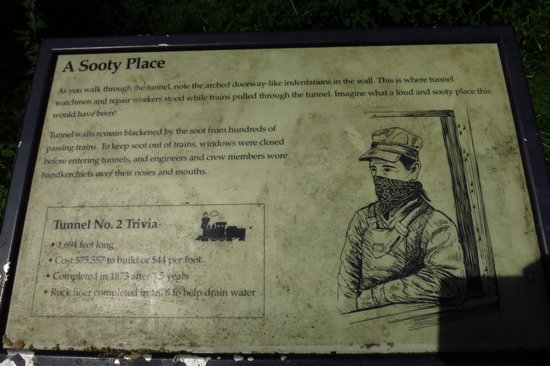 A Sooty Place
As you walk through the tunnel, note the arched doorway-like indentations in the wall. This is where tunnel
watchmen and repair workers stood while trains pulled through the tunnel. Imagine what a loud and sooty place this
would have been!
Tunnel walls remain blackened by the soot from hundreds of
passing trains. To keep soot out of trains, windows were closed
before entering tunnels, and engineers and crew members wore
handkerchiefs over their noses and mouths.
Tunnel No. 2 Trivia
• 1,694 feet long
• Cost $75,557 to build or $44 per foot
• Completed in 1873 after 1.5 years
• Rock liner completed in 1878 to help drain water